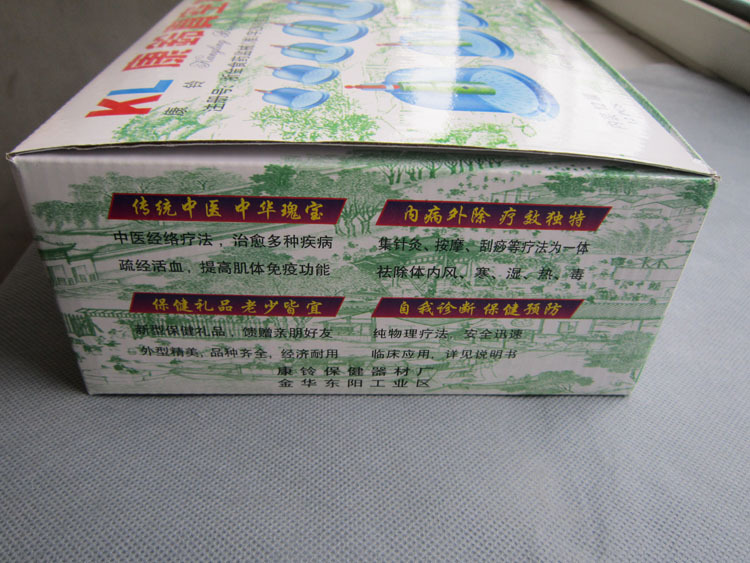 KL 康铃
康铃
传统中医 中华瑰宝
中医经络疗法，治愈多种疾病
疏经活血，提高肌体免疫功能
内病外除 疗效独特
集针灸、按摩、刮痧等疗法为一体
祛除体内风、寒、湿、热、毒
保健礼品 老少皆宜
新型保健礼品，馈赠亲朋好友
外型精美，品种齐全，经济耐用
自我诊断 保健预防
纯物理疗法，安全迅速
临床应用，详见说明书
康铃保健器材厂
金华东阳工业区